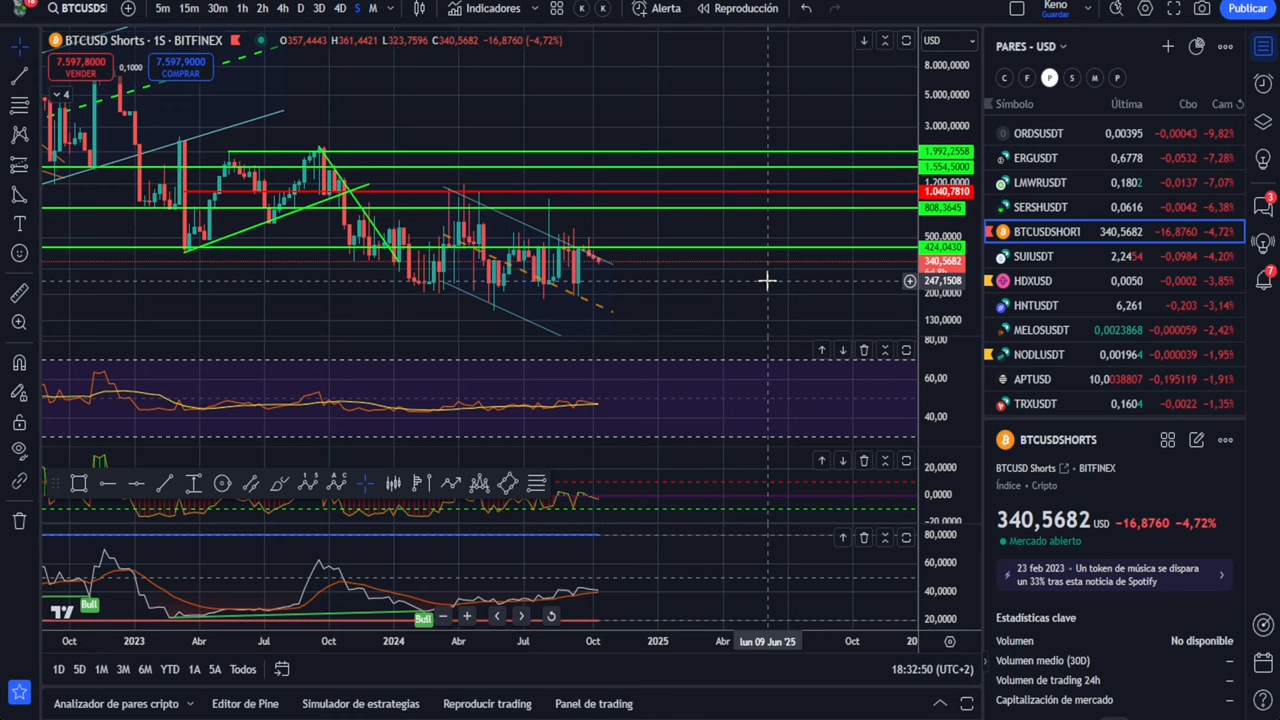 18
BTCUSDS
5m 15m 30m 1h 2h 4h D 3D 4D S M
Indicadores
K
K
Alerta
Reproducción
Keno
Guardar
Publicar
BTCUSD Shorts · 1S · BITFINEX O357,4443 H361,4421 L323,7596 C340,5682 −16,8760 (−4,72%)
7.597,8000
VENDER
0,1000
7.597,9000
COMPRAR
4
USD
8.000,0000
5.000,0000
3.000,0000
1.992,2558
1.554,5000
1.200,0000
1.040,7810
808,3645
500,0000
424,0430
340,5682
247,1508
200,0000
130,0000
80,00
60,00
40,00
20,0000
0,0000
−20,0000
80,0000
60,0000
40,0000
20,0000
Bull
Bull
Oct 2023 Abr Jul Oct 2024 Abr Jul Oct 2025 Abr lun 09 Jun '25 Oct 20
1D 5D 1M 3M 6M YTD 1A 5A Todos
18:32:50 (UTC+2)
Analizador de pares cripto
Editor de Pine
Simulador de estrategias
Reproducir trading
Panel de trading
PARES - USD
C F P S M P
Símbolo Última Cbo Cam
ORDSUSDT 0,00395 −0,00043 −9,82%
ERGUSDT 0,6778 −0,0532 −7,28%
LMWRUSDT 0,1802 −0,0137 −7,07%
SERSHUSDT 0,0616 −0,0042 −6,38%
BTCUSDSHORT 340,5682 −16,8760 −4,72%
SUIUSDT 2,2454 −0,0984 −4,20%
HDXUSD 0,0050 −0,0002 −3,85%
HNTUSDT 6,261 −0,203 −3,14%
MELOSUSDT 0,0023868 −0,000059 −2,42%
NODLUSDT 0,001964 −0,000039 −1,95%
APTUSD 10,0038807 −0,195119 −1,91%
TRXUSDT 0,1604 −0,0022 −1,35%
BTCUSDSHORTS
BTCUSD Shorts · BITFINEX
Índice · Cripto
340,5682 USD −16,8760 −4,72%
Mercado abierto
23 feb 2023 · Un token de música se dispara
un 33% tras esta noticia de Spotify
Estadísticas clave
Volumen No disponible
Volumen medio (30D) —
Volumen de trading 24h —
Capitalización de mercado —
3
7